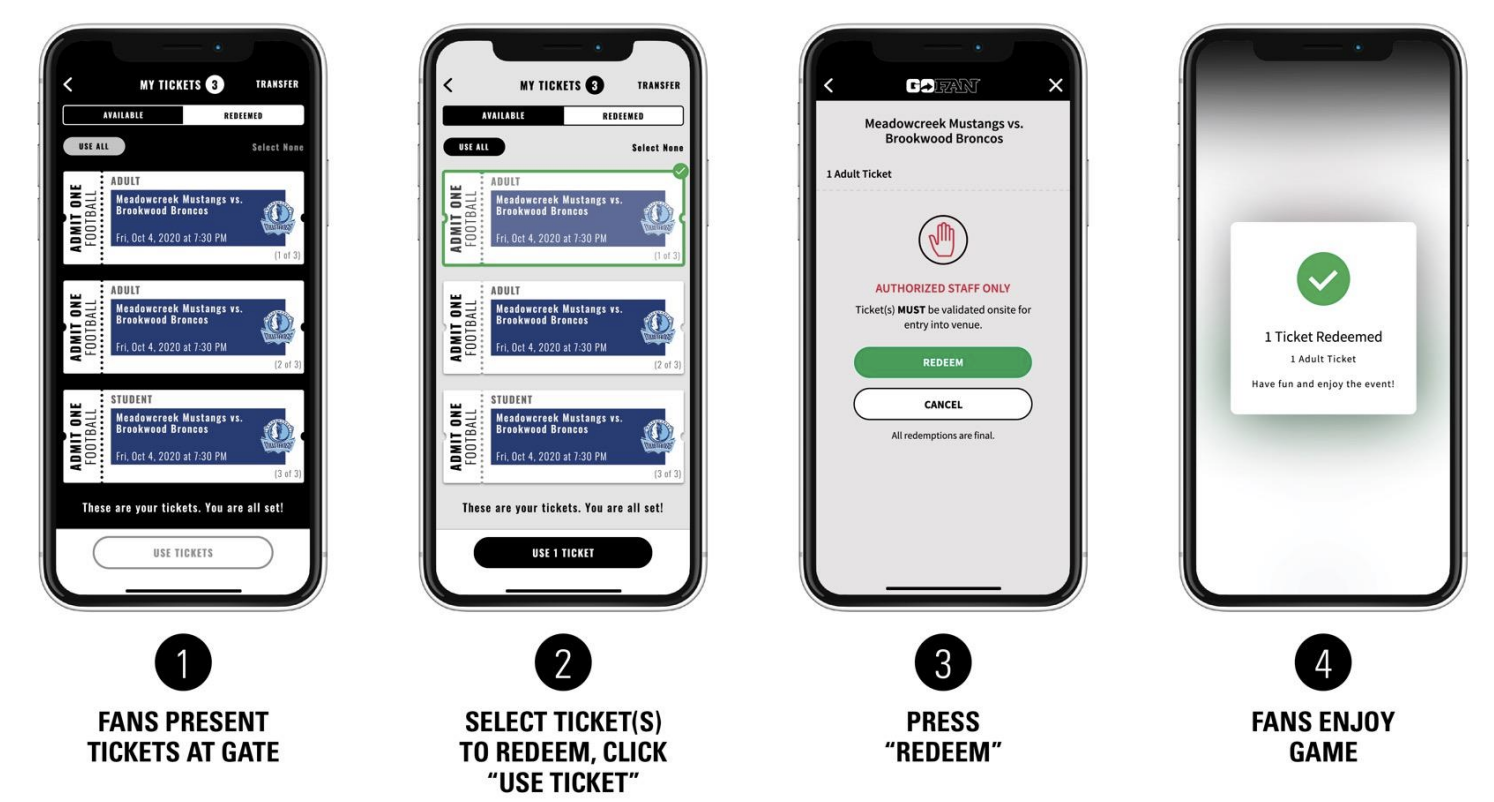 MY TICKETS 3
TRANSFER
AVAILABLE
REDEEMED
USE ALL
Select None
ADMIT ONE
FOOTBALL
ADULT
Meadowcreek Mustangs vs.
Brookwood Broncos
Fri, Oct 4, 2020 at 7:30 PM
(1 of 3)
ADMIT ONE
FOOTBALL
ADULT
Meadowcreek Mustangs vs.
Brookwood Broncos
Fri, Oct 4, 2020 at 7:30 PM
(2 of 3)
ADMIT ONE
FOOTBALL
STUDENT
Meadowcreek Mustangs vs.
Brookwood Broncos
Fri, Oct 4, 2020 at 7:30 PM
(3 of 3)
These are your tickets. You are all set!
USE TICKETS
1
FANS PRESENT
TICKETS AT GATE
MY TICKETS 3
TRANSFER
AVAILABLE
REDEEMED
USE ALL
Select None
ADMIT ONE
FOOTBALL
ADULT
Meadowcreek Mustangs vs.
Brookwood Broncos
Fri, Oct 4, 2020 at 7:30 PM
(1 of 3)
ADMIT ONE
FOOTBALL
ADULT
Meadowcreek Mustangs vs.
Brookwood Broncos
Fri, Oct 4, 2020 at 7:30 PM
(2 of 3)
ADMIT ONE
FOOTBALL
STUDENT
Meadowcreek Mustangs vs.
Brookwood Broncos
Fri, Oct 4, 2020 at 7:30 PM
(3 of 3)
These are your tickets. You are all set!
USE 1 TICKET
2
SELECT TICKET(S)
TO REDEEM, CLICK
“USE TICKET”
GOFAN
Meadowcreek Mustangs vs.
Brookwood Broncos
1 Adult Ticket
AUTHORIZED STAFF ONLY
Ticket(s) MUST be validated onsite for
entry into venue.
REDEEM
CANCEL
All redemptions are final.
3
PRESS
“REDEEM”
1 Ticket Redeemed
1 Adult Ticket
Have fun and enjoy the event!
4
FANS ENJOY
GAME